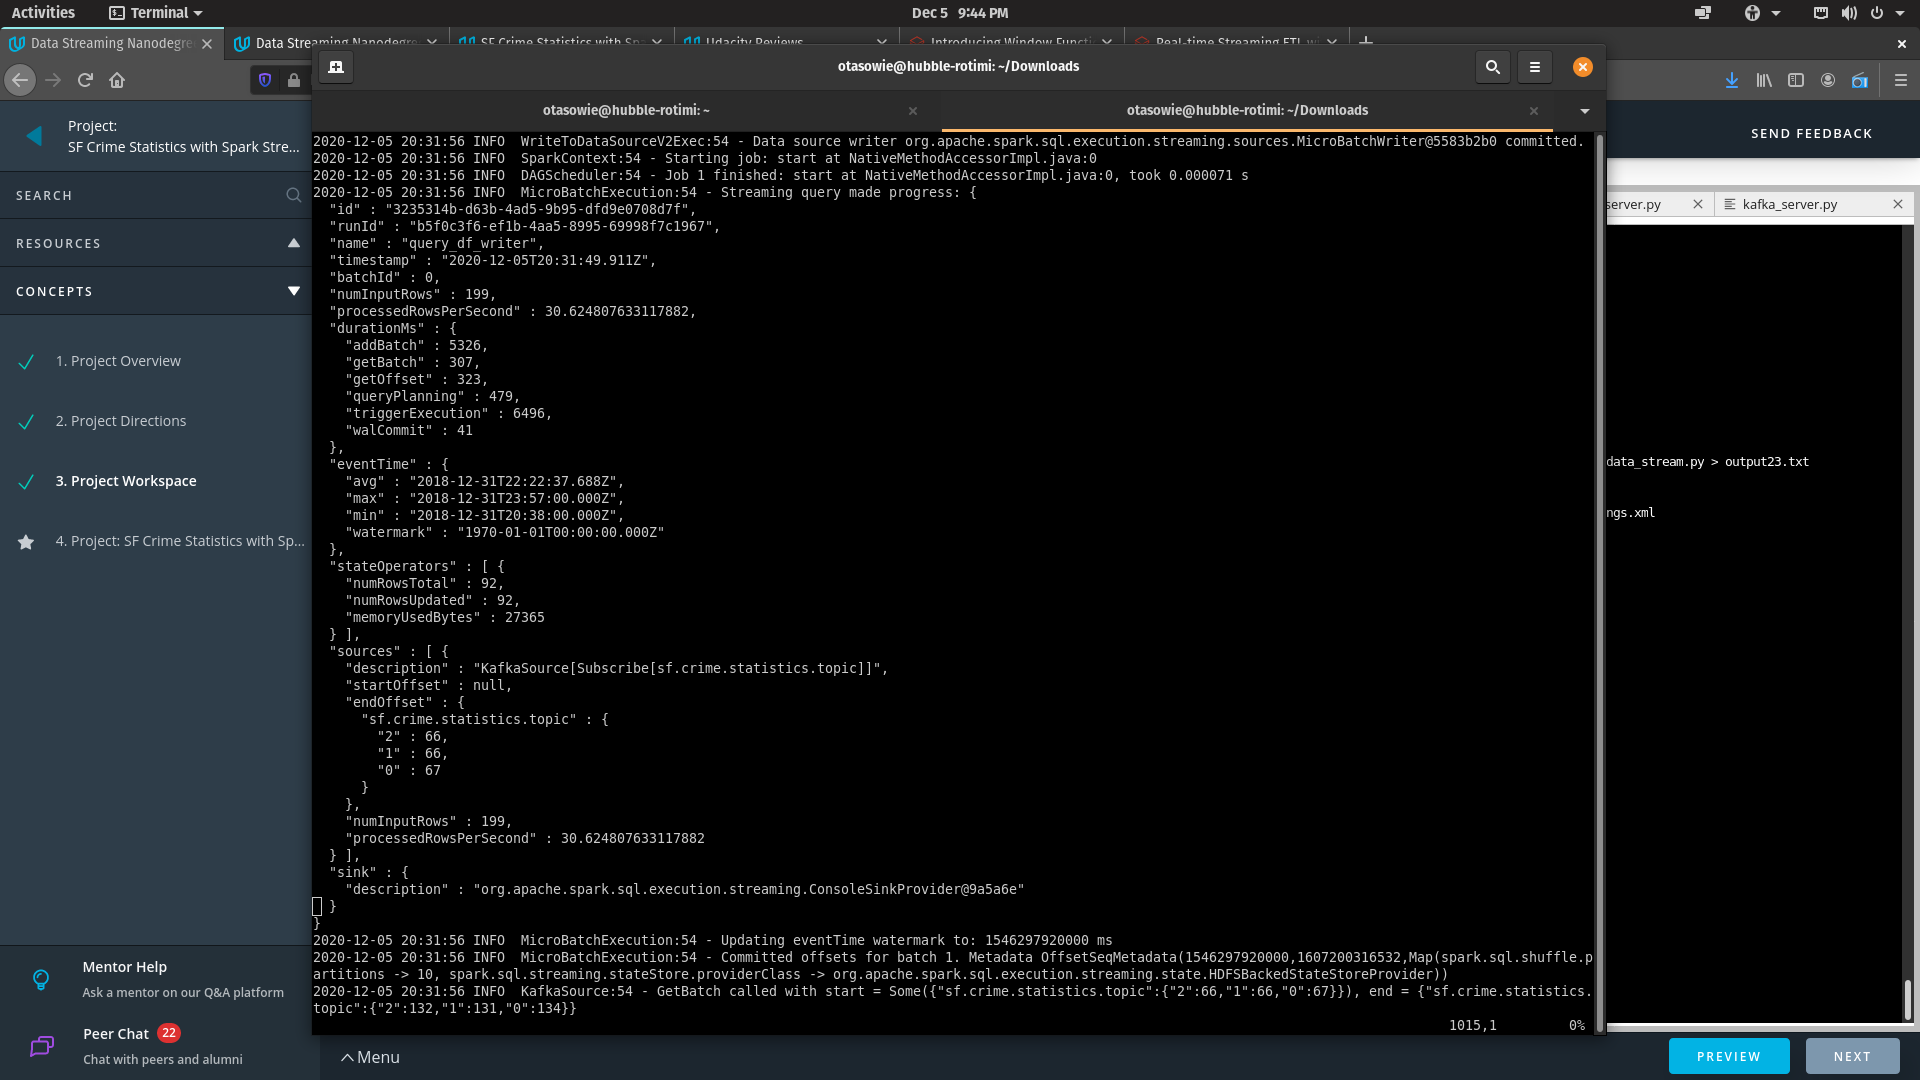 Activities
Terminal
Dec 5 9:44 PM
Data Streaming Nanodegre
Data Streaming Nanodegre
SF Crime Statistics with Sp
Udacity Reviews
Introducing Window Functi
Real-time Streaming ETL wi
otasowie@hubble-rotimi: ~/Downloads
otasowie@hubble-rotimi: ~
otasowie@hubble-rotimi: ~/Downloads
Project:
SF Crime Statistics with Spark Stre...
SEND FEEDBACK
SEARCH
RESOURCES
CONCEPTS
1. Project Overview
2. Project Directions
3. Project Workspace
4. Project: SF Crime Statistics with Sp...
Mentor Help
Ask a mentor on our Q&A platform
Peer Chat 22
Chat with peers and alumni
2020-12-05 20:31:56 INFO  WriteToDataSourceV2Exec:54 - Data source writer org.apache.spark.sql.execution.streaming.sources.MicroBatchWriter@5583b2b0 committed.
2020-12-05 20:31:56 INFO  SparkContext:54 - Starting job: start at NativeMethodAccessorImpl.java:0
2020-12-05 20:31:56 INFO  DAGScheduler:54 - Job 1 finished: start at NativeMethodAccessorImpl.java:0, took 0.000071 s
2020-12-05 20:31:56 INFO  MicroBatchExecution:54 - Streaming query made progress: {
"id" : "3235314b-d63b-4ad5-9b95-dfd9e0708d7f",
"runId" : "b5f0c3f6-ef1b-4aa5-8995-69998f7c1967",
"name" : "query_df_writer",
"timestamp" : "2020-12-05T20:31:49.911Z",
"batchId" : 0,
"numInputRows" : 199,
"processedRowsPerSecond" : 30.624807633117882,
"durationMs" : {
"addBatch" : 5326,
"getBatch" : 307,
"getOffset" : 323,
"queryPlanning" : 479,
"triggerExecution" : 6496,
"walCommit" : 41
},
"eventTime" : {
"avg" : "2018-12-31T22:22:37.688Z",
"max" : "2018-12-31T23:57:00.000Z",
"min" : "2018-12-31T20:38:00.000Z",
"watermark" : "1970-01-01T00:00:00.000Z"
},
"stateOperators" : [ {
"numRowsTotal" : 92,
"numRowsUpdated" : 92,
"memoryUsedBytes" : 27365
} ],
"sources" : [ {
"description" : "KafkaSource[Subscribe[sf.crime.statistics.topic]]",
"startOffset" : null,
"endOffset" : {
"sf.crime.statistics.topic" : {
"2" : 66,
"1" : 66,
"0" : 67
}
},
"numInputRows" : 199,
"processedRowsPerSecond" : 30.624807633117882
} ],
"sink" : {
"description" : "org.apache.spark.sql.execution.streaming.ConsoleSinkProvider@9a5a6e"
}
}
2020-12-05 20:31:56 INFO  MicroBatchExecution:54 - Updating eventTime watermark to: 1546297920000 ms
2020-12-05 20:31:56 INFO  MicroBatchExecution:54 - Committed offsets for batch 1. Metadata OffsetSeqMetadata(1546297920000,1607200316532,Map(spark.sql.shuffle.p
artitions -> 10, spark.sql.streaming.stateStore.providerClass -> org.apache.spark.sql.execution.streaming.state.HDFSBackedStateStoreProvider))
2020-12-05 20:31:56 INFO  KafkaSource:54 - GetBatch called with start = Some({"sf.crime.statistics.topic":{"2":66,"1":66,"0":67}}), end = {"sf.crime.statistics.
topic":{"2":132,"1":131,"0":134}}
1015,1 0%
server.py
kafka_server.py
data_stream.py > output23.txt
ngs.xml
Menu
PREVIEW
NEXT